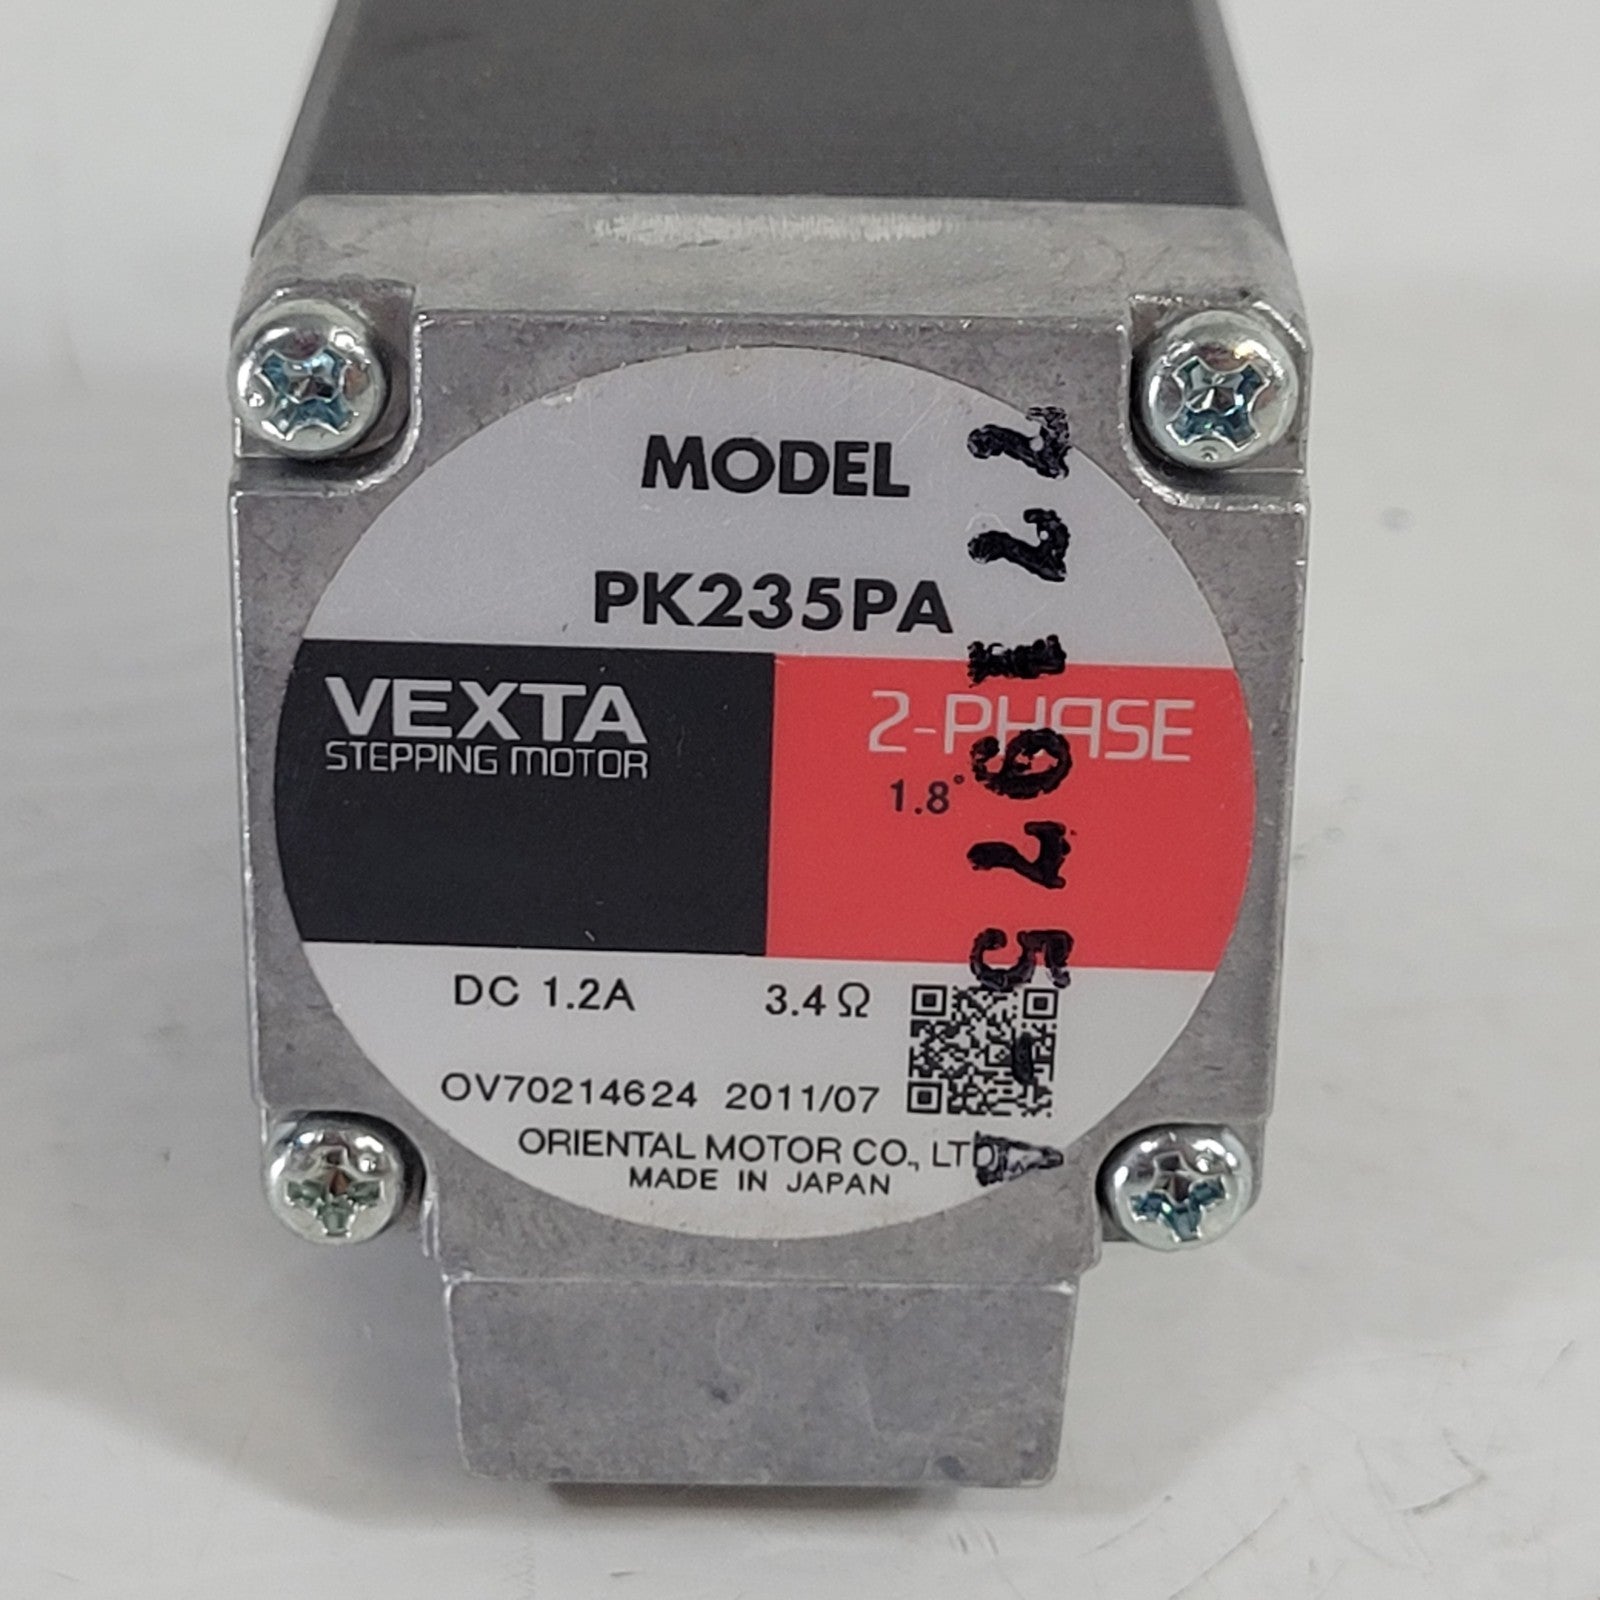 MODEL
PK235PA
VEXTA
STEPPING MOTOR
2-PHASE
1.8°
DC 1.2A 3.4Ω
OV70214624 2011/07
ORIENTAL MOTOR CO., LTD.
MADE IN JAPAN